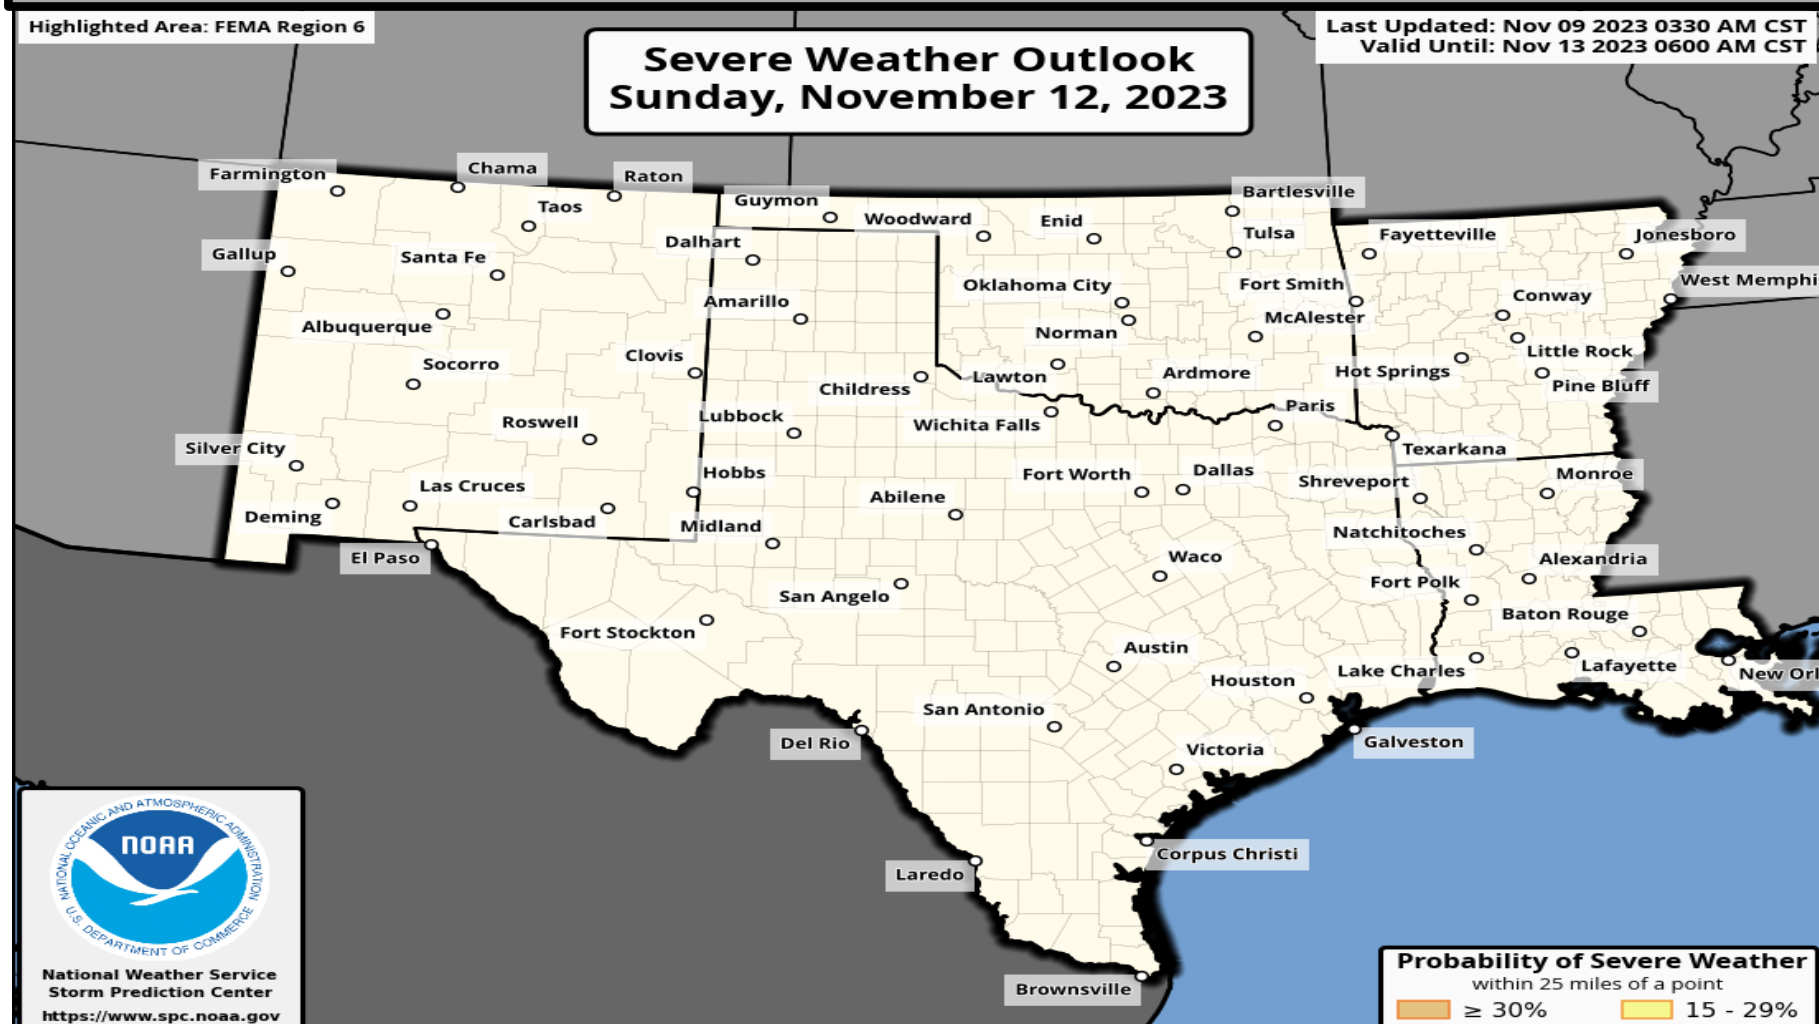 Highlighted Area: FEMA Region 6
Last Updated: Nov 09 2023 0330 AM CST
Valid Until: Nov 13 2023 0600 AM CST
Severe Weather Outlook
Sunday, November 12, 2023
Farmington
Chama
Raton
Taos
Guymon
Woodward
Enid
Bartlesville
Tulsa
Fayetteville
Jonesboro
Gallup
Santa Fe
Dalhart
Oklahoma City
Fort Smith
Conway
West Memphi
Albuquerque
Amarillo
Norman
McAlester
Little Rock
Socorro
Clovis
Childress
Lawton
Ardmore
Hot Springs
Pine Bluff
Roswell
Lubbock
Wichita Falls
Paris
Texarkana
Silver City
Las Cruces
Hobbs
Abilene
Fort Worth
Dallas
Shreveport
Monroe
Deming
Carlsbad
Midland
Natchitoches
El Paso
Waco
Alexandria
San Angelo
Fort Polk
Fort Stockton
Baton Rouge
Austin
Houston
Lake Charles
Lafayette
New Orl
San Antonio
Del Rio
Victoria
Galveston
Laredo
Corpus Christi
Brownsville
NATIONAL OCEANIC AND ATMOSPHERIC ADMINISTRATION
NOAA
U.S. DEPARTMENT OF COMMERCE
National Weather Service
Storm Prediction Center
https://www.spc.noaa.gov
Probability of Severe Weather
within 25 miles of a point
≥ 30%
15 - 29%